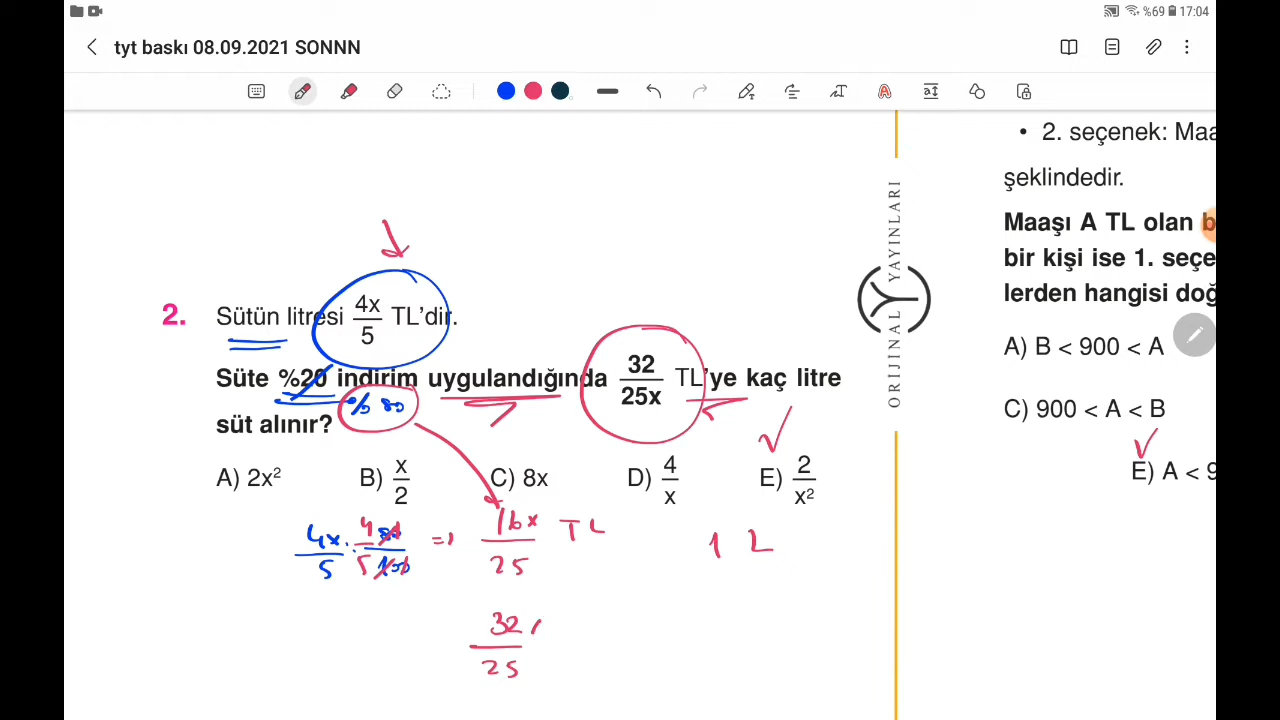 %69 17:04
tyt baskı 08.09.2021 SONNN
• 2. seçenek: Maa
şeklindedir.
Maaşı A TL olan b
bir kişi ise 1. seçe
lerden hangisi doğ
A) B < 900 < A
C) 900 < A < B
E) A < 9
ORİJİNAL YAYINLARI
2. Sütün litresi 4x/5 TL'dir.
Süte %20 indirim uygulandığında 32/25x TL'ye kaç litre
% 80
süt alınır?
A) 2x² B) x/2 C) 8x D) 4/x E) 2/x²
4x/5 · 4/5 80/100 = 16x/25 TL 1 L
32/25